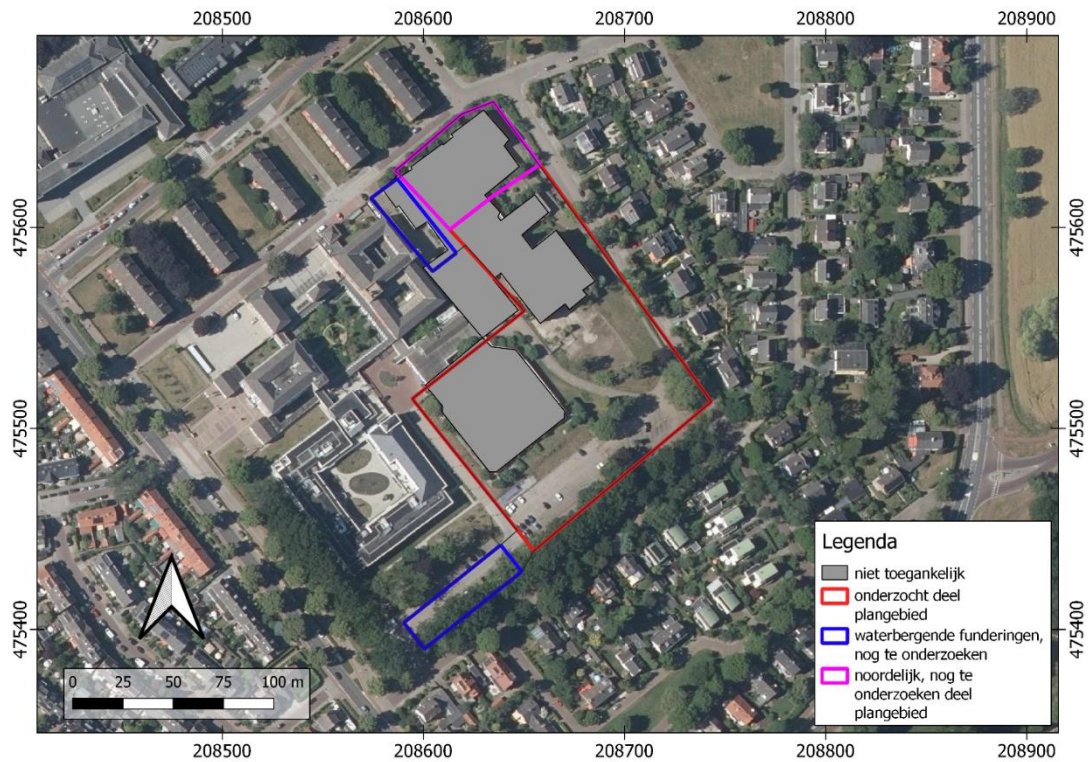 208500 208600 208700 208800 208900
475600 475600
475500 475500
Legenda
niet toegankelijk
onderzocht deel
plangebied
waterbergende funderingen,
nog te onderzoeken
noordelijk, nog te
onderzoeken deel
plangebied
475400 475400
0 25 50 75 100 m
208500 208600 208700 208800 208900